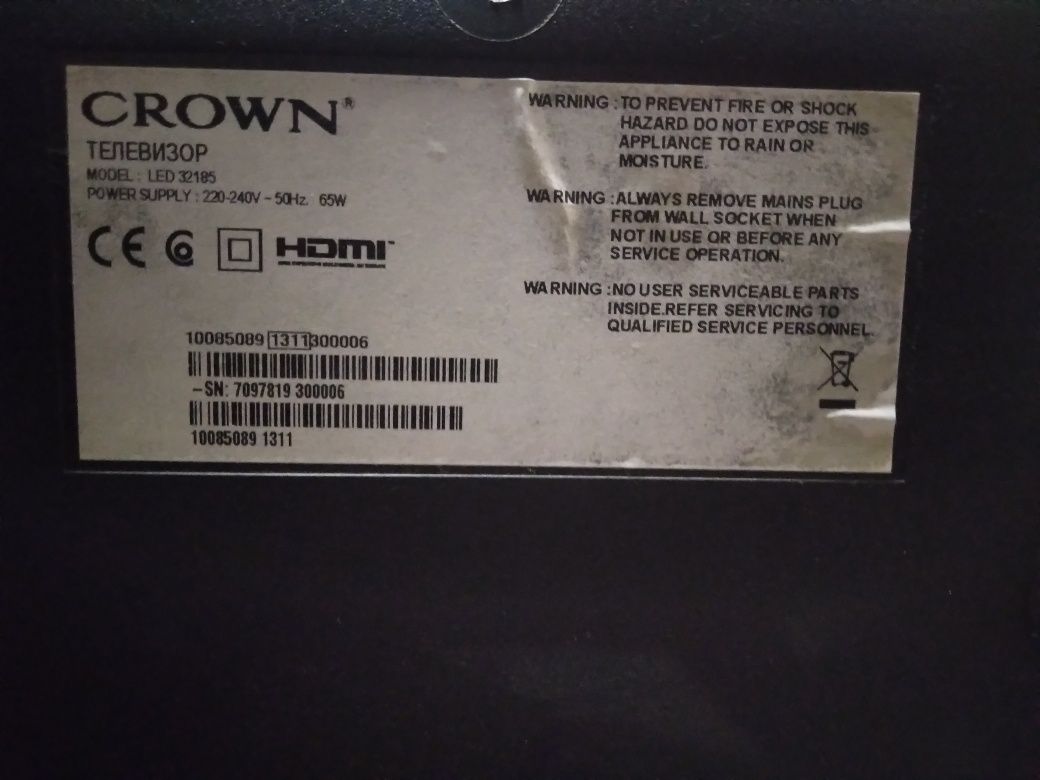 CROWN®
ТЕЛЕВИЗОР
MODEL : LED 32185
POWER SUPPLY : 220-240V ~ 50Hz. 65W
CE
HDMI™
10085089 1311 300006
-SN: 7097819 300006
10085089 1311
WARNING : TO PREVENT FIRE OR SHOCK
HAZARD DO NOT EXPOSE THIS
APPLIANCE TO RAIN OR
MOISTURE.
WARNING : ALWAYS REMOVE MAINS PLUG
FROM WALL SOCKET WHEN
NOT IN USE OR BEFORE ANY
SERVICE OPERATION.
WARNING : NO USER SERVICEABLE PARTS
INSIDE.REFER SERVICING TO
QUALIFIED SERVICE PERSONNEL.